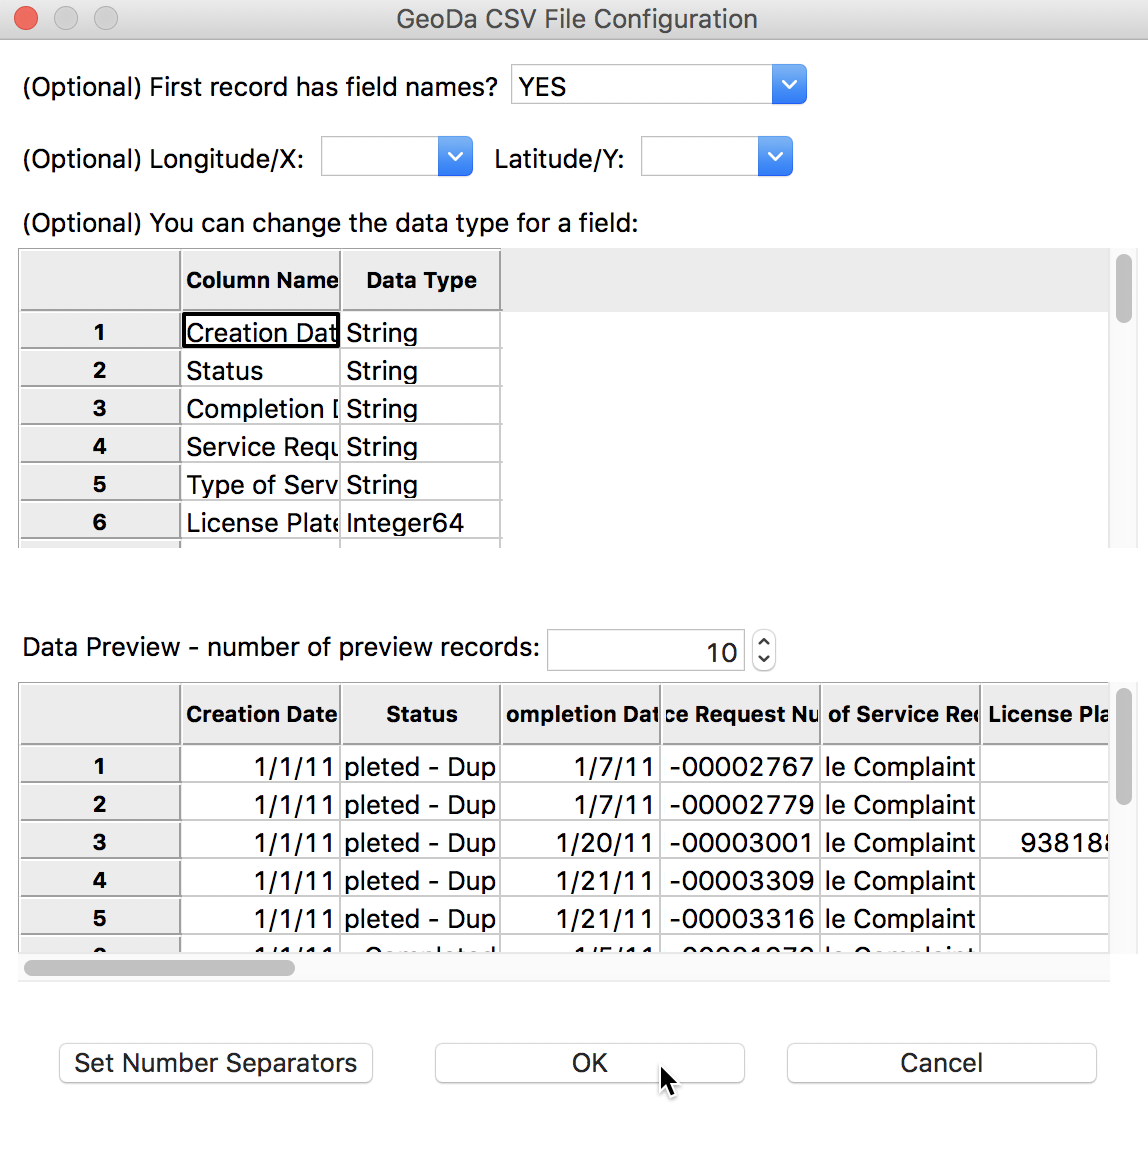 GeoDa CSV File Configuration
(Optional) First record has field names? YES
(Optional) Longitude/X: Latitude/Y:
(Optional) You can change the data type for a field:
Column Name Data Type
1 Creation Dat String
2 Status String
3 Completion String
4 Service Requ String
5 Type of Serv String
6 License Plate Integer64
Data Preview - number of preview records: 10
Creation Date Status ompletion Dat ce Request Nu of Service Rec License Pla
1 1/1/11 pleted - Dup 1/7/11 -00002767 le Complaint
2 1/1/11 pleted - Dup 1/7/11 -00002779 le Complaint
3 1/1/11 pleted - Dup 1/20/11 -00003001 le Complaint 938188
4 1/1/11 pleted - Dup 1/21/11 -00003309 le Complaint
5 1/1/11 pleted - Dup 1/21/11 -00003316 le Complaint
Set Number Separators OK Cancel